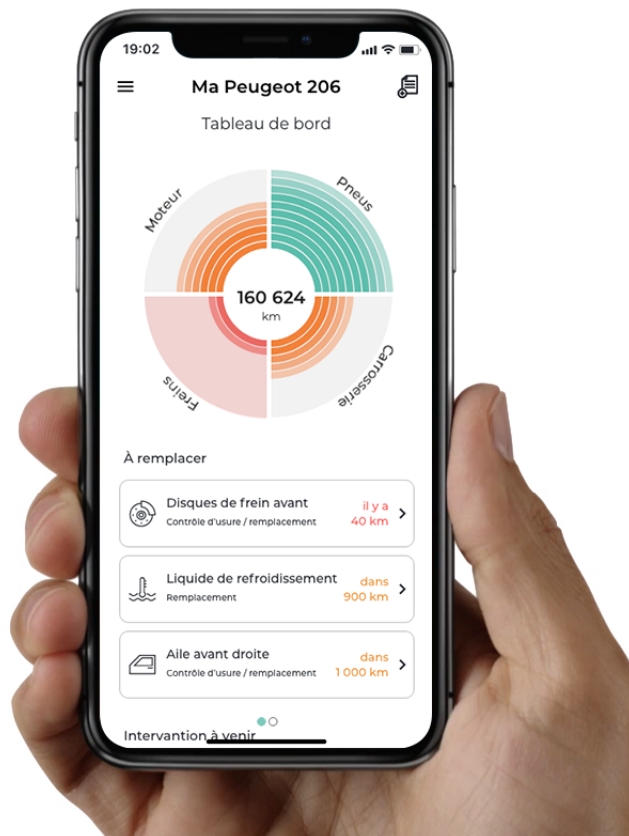 19:02
Ma Peugeot 206
Tableau de bord
Moteur
Pneus
160 624
km
Freins
Carrosserie
À remplacer
Disques de frein avant
Contrôle d'usure / remplacement
il y a
40 km
Liquide de refroidissement
Remplacement
dans
900 km
Aile avant droite
Contrôle d'usure / remplacement
dans
1 000 km
Intervantion à venir